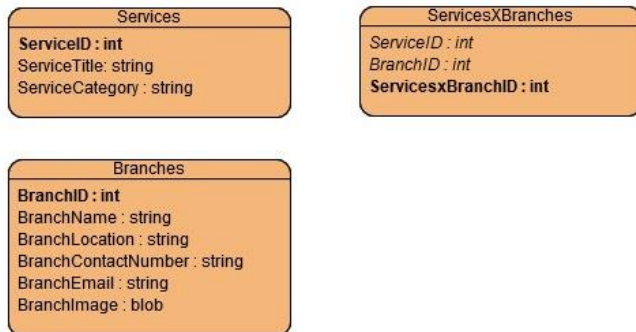 Services
ServiceID : int
ServiceTitle: string
ServiceCategory : string
ServicesXBranches
ServiceID : int
BranchID : int
ServicesxBranchID : int
Branches
BranchID : int
BranchName : string
BranchLocation : string
BranchContactNumber : string
BranchEmail : string
BranchImage : blob